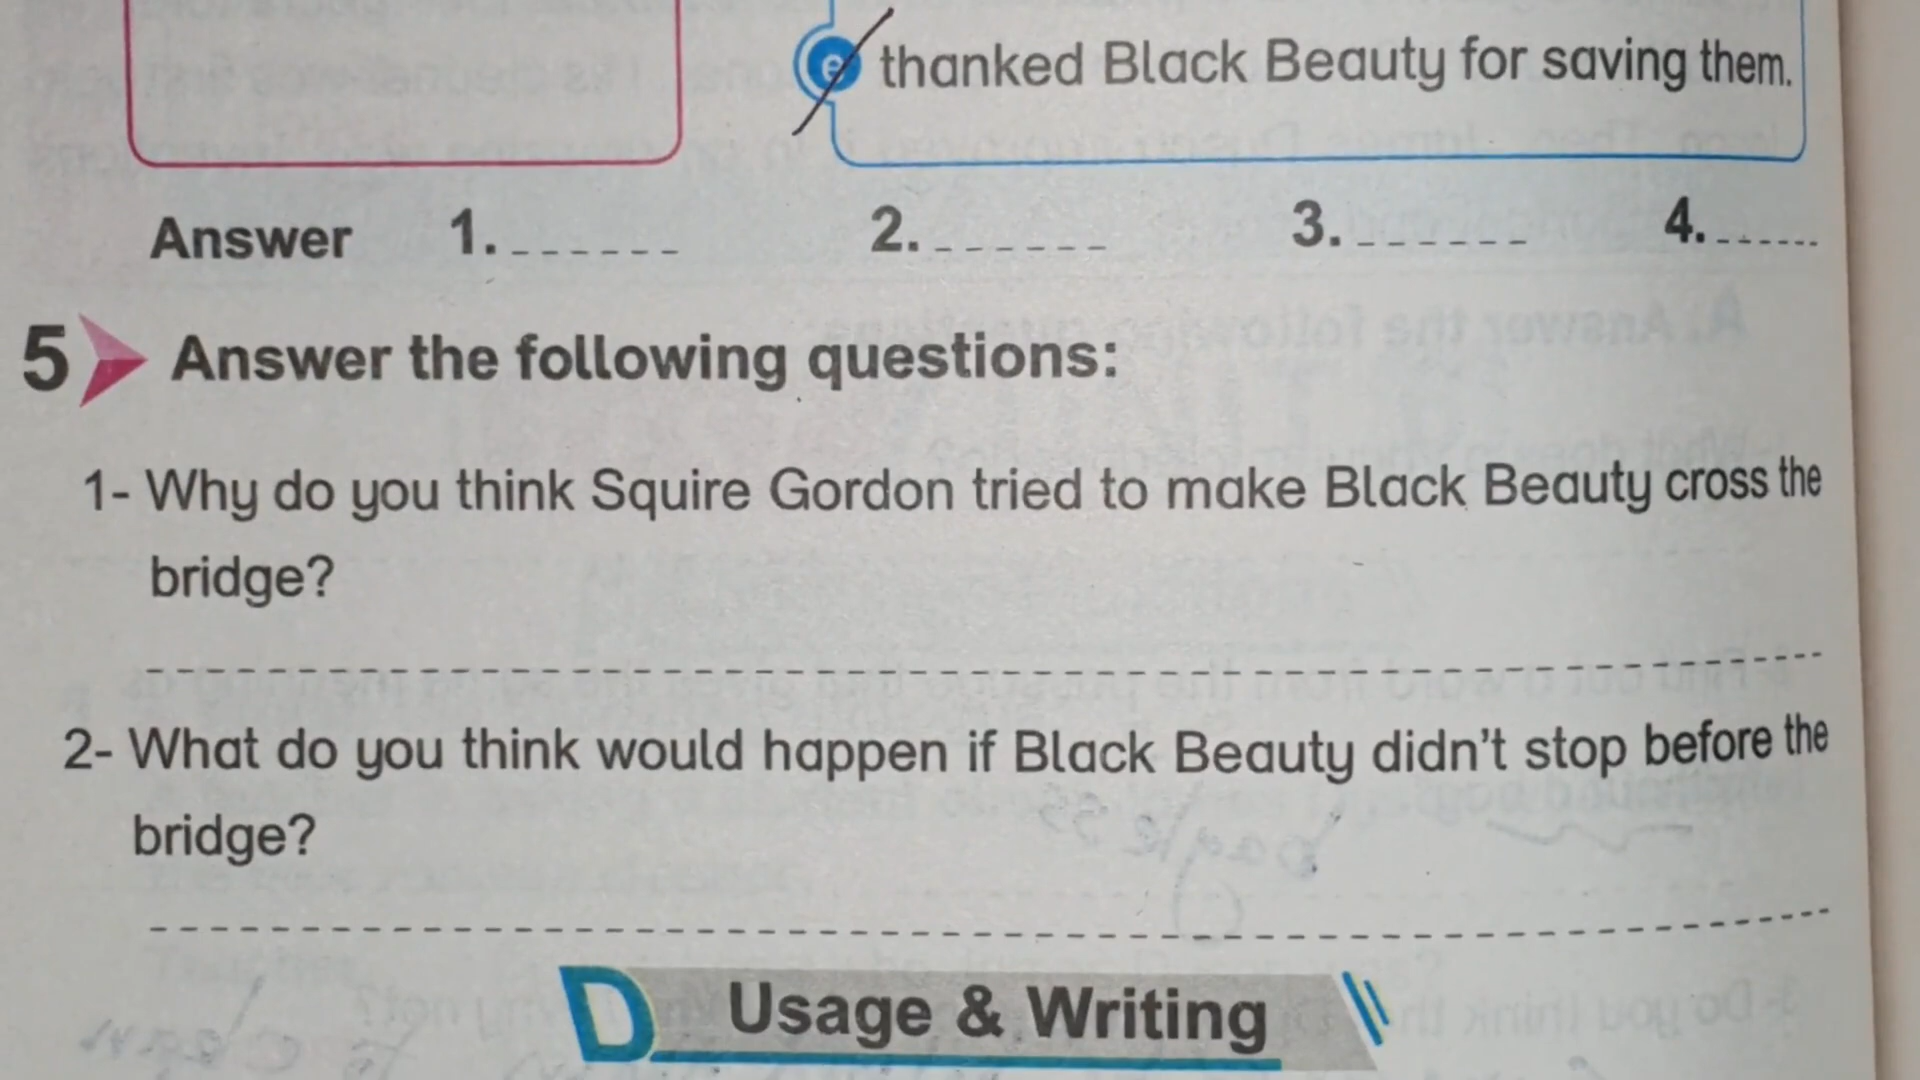 e thanked Black Beauty for saving them.
Answer 1. ------ 2. ------ 3. ------ 4. ------
5 Answer the following questions:
1- Why do you think Squire Gordon tried to make Black Beauty cross the
bridge?
2- What do you think would happen if Black Beauty didn't stop before the
bridge?
D Usage & Writing